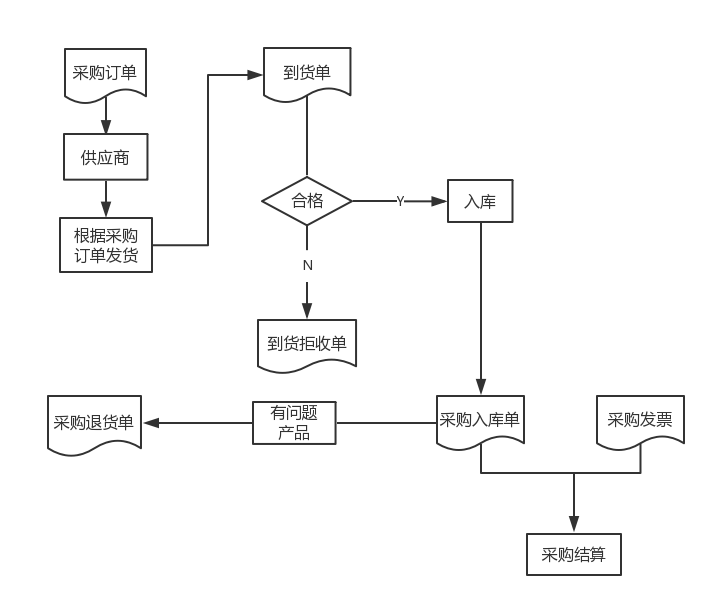 采购订单
到货单
供应商
合格
Y
入库
根据采购
订单发货
N
到货拒收单
采购退货单
有问题
产品
采购入库单
采购发票
采购结算